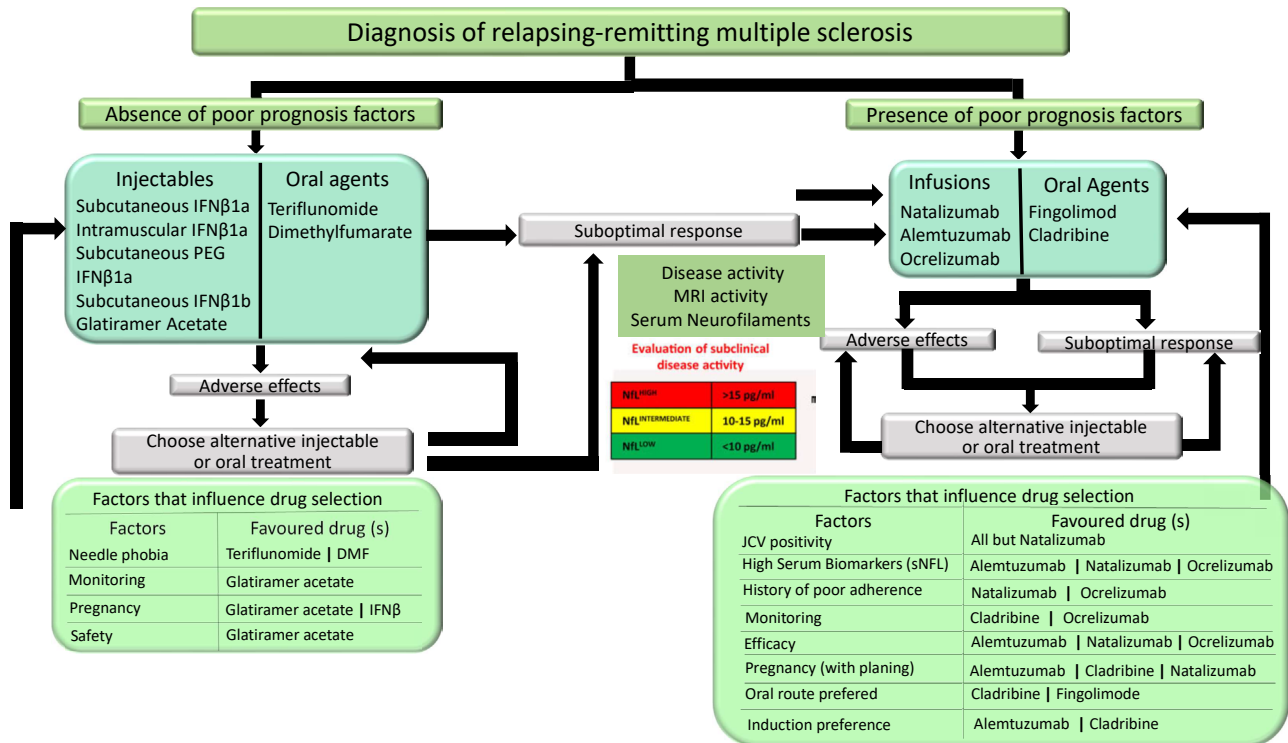 Diagnosis of relapsing-remitting multiple sclerosis
Absence of poor prognosis factors
Presence of poor prognosis factors
Injectables
Subcutaneous IFNβ1a
Intramuscular IFNβ1a
Subcutaneous PEG
IFNβ1a
Subcutaneous IFNβ1b
Glatiramer Acetate
Oral agents
Teriflunomide
Dimethylfumarate
Suboptimal response
Disease activity
MRI activity
Serum Neurofilaments
Evaluation of subclinical
disease activity
NfL^HIGH >15 pg/ml
NfL^INTERMEDIATE 10-15 pg/ml
NfL^LOW <10 pg/ml
Infusions
Natalizumab
Alemtuzumab
Ocrelizumab
Oral Agents
Fingolimod
Cladribine
Adverse effects
Choose alternative injectable
or oral treatment
Adverse effects
Suboptimal response
Choose alternative injectable
or oral treatment
Factors that influence drug selection
Factors Favoured drug (s)
Needle phobia Teriflunomide | DMF
Monitoring Glatiramer acetate
Pregnancy Glatiramer acetate | IFNβ
Safety Glatiramer acetate
Factors that influence drug selection
Factors Favoured drug (s)
JCV positivity All but Natalizumab
High Serum Biomarkers (sNFL) Alemtuzumab | Natalizumab | Ocrelizumab
History of poor adherence Natalizumab | Ocrelizumab
Monitoring Cladribine | Ocrelizumab
Efficacy Alemtuzumab | Natalizumab | Ocrelizumab
Pregnancy (with planing) Alemtuzumab | Cladribine | Natalizumab
Oral route prefered Cladribine | Fingolimode
Induction preference Alemtuzumab | Cladribine